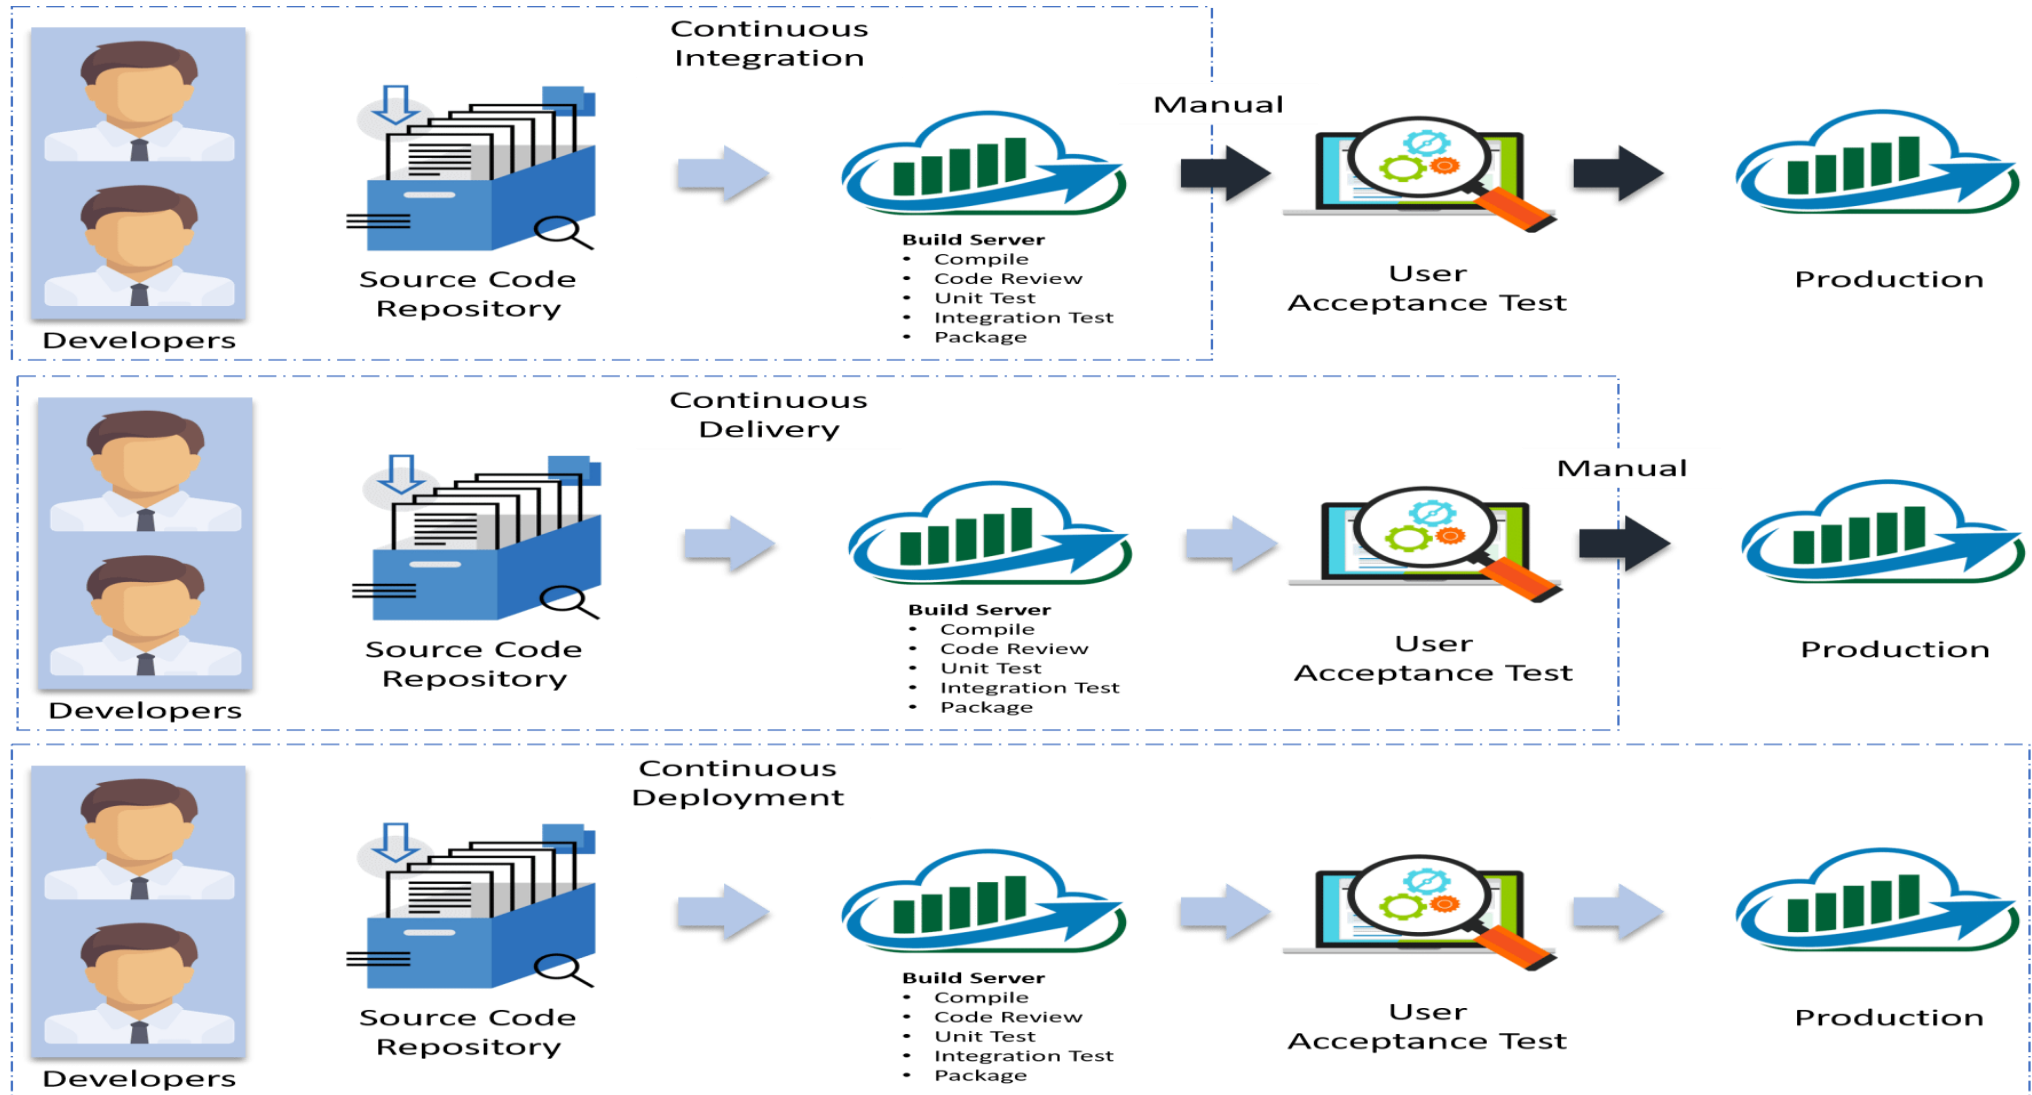 Continuous
Integration
Manual
Build Server
• Compile
• Code Review
• Unit Test
• Integration Test
• Package
Source Code
Repository
User
Acceptance Test
Production
Developers
Continuous
Delivery
Manual
Build Server
• Compile
• Code Review
• Unit Test
• Integration Test
• Package
Source Code
Repository
User
Acceptance Test
Production
Developers
Continuous
Deployment
Build Server
• Compile
• Code Review
• Unit Test
• Integration Test
• Package
Source Code
Repository
User
Acceptance Test
Production
Developers